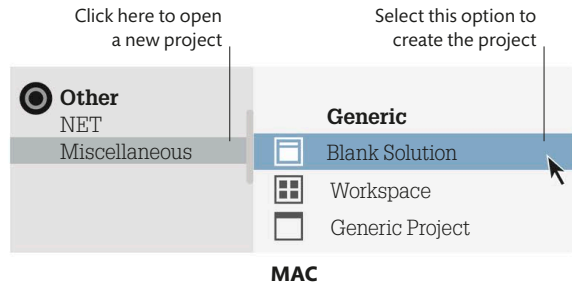 Click here to open
a new project
Select this option to
create the project
Other
NET
Miscellaneous
Generic
Blank Solution
Workspace
Generic Project
MAC